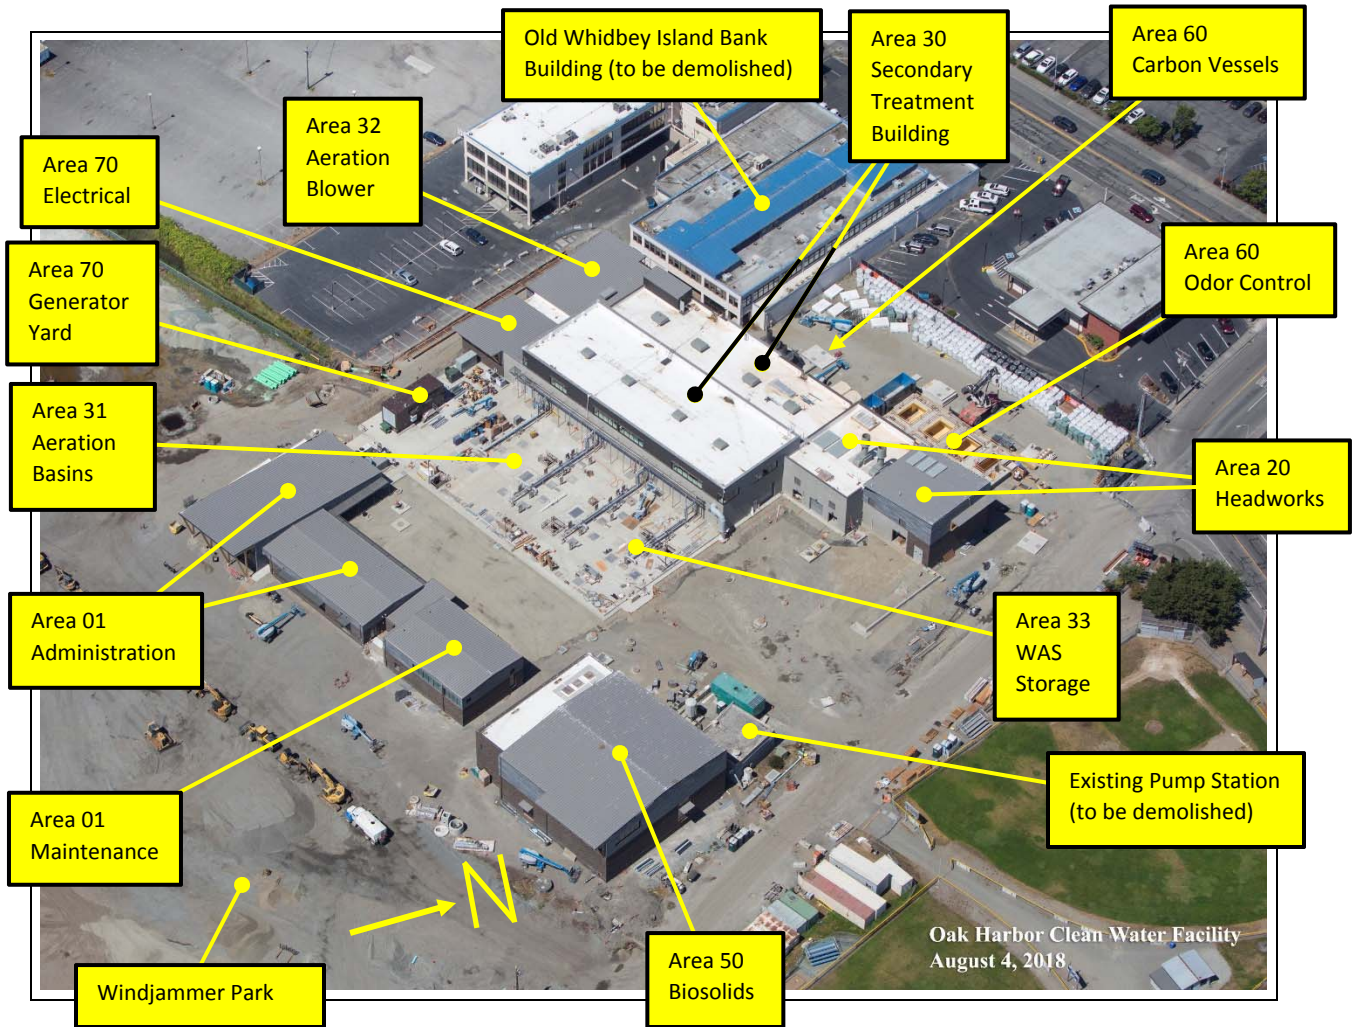 Old Whidbey Island Bank
Building (to be demolished)
Area 30
Secondary
Treatment
Building
Area 60
Carbon Vessels
Area 32
Aeration
Blower
Area 70
Electrical
Area 70
Generator
Yard
Area 60
Odor Control
Area 31
Aeration
Basins
Area 20
Headworks
Area 01
Administration
Area 33
WAS
Storage
Existing Pump Station
(to be demolished)
Area 01
Maintenance
N
Oak Harbor Clean Water Facility
August 4, 2018
Area 50
Biosolids
Windjammer Park